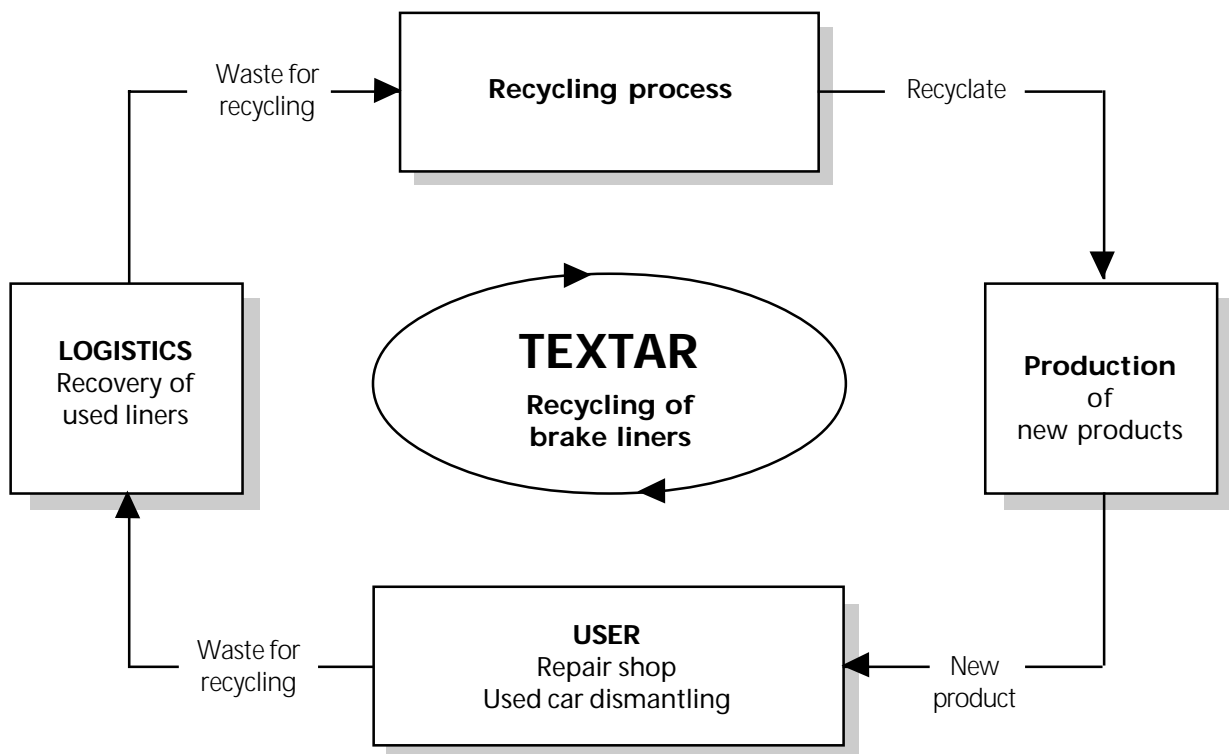 Waste for
recycling
Recycling process
Recyclate
LOGISTICS
Recovery of
used liners
TEXTAR
Recycling of
brake liners
Production
of
new products
Waste for
recycling
USER
Repair shop
Used car dismantling
New
product